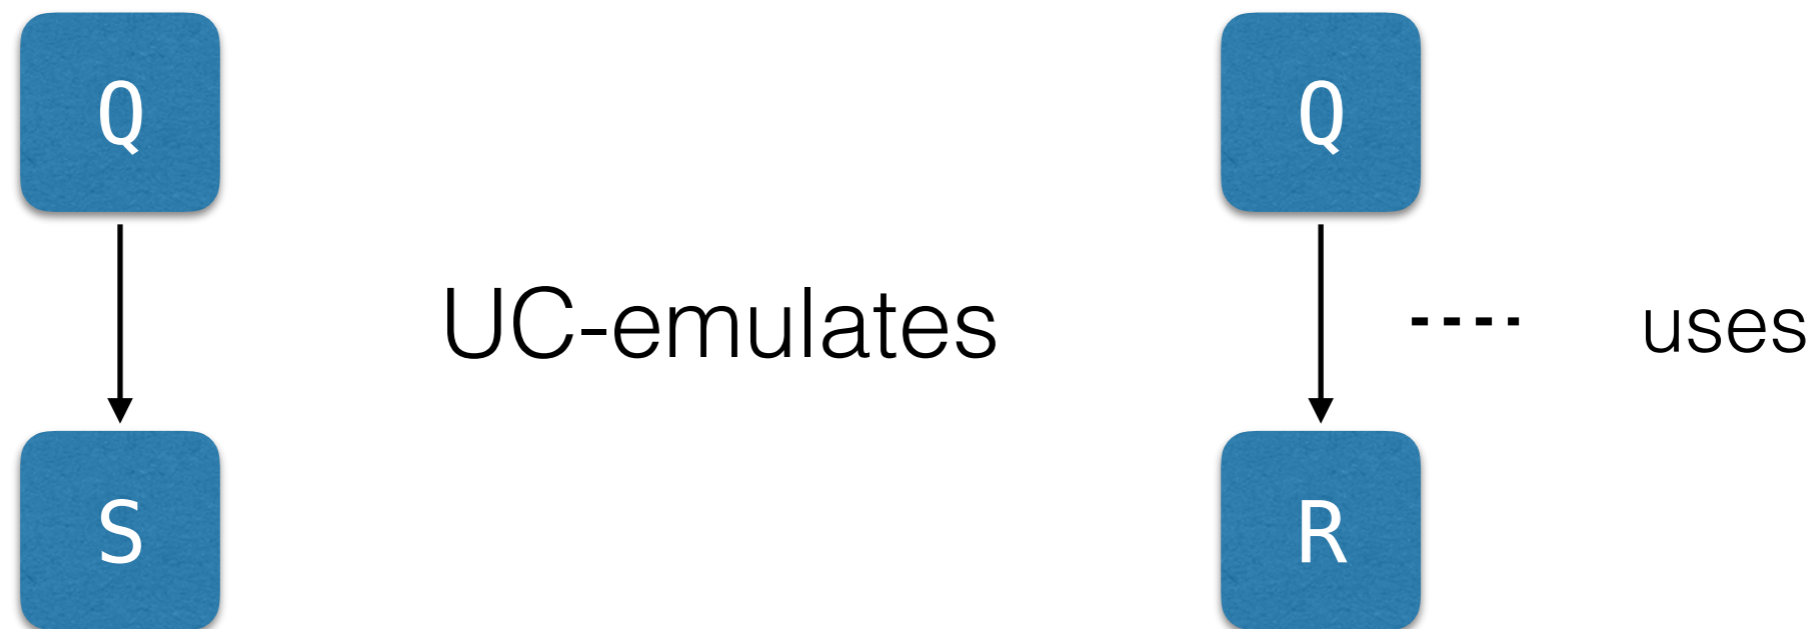 Q
Q
UC-emulates
---- uses
S
R